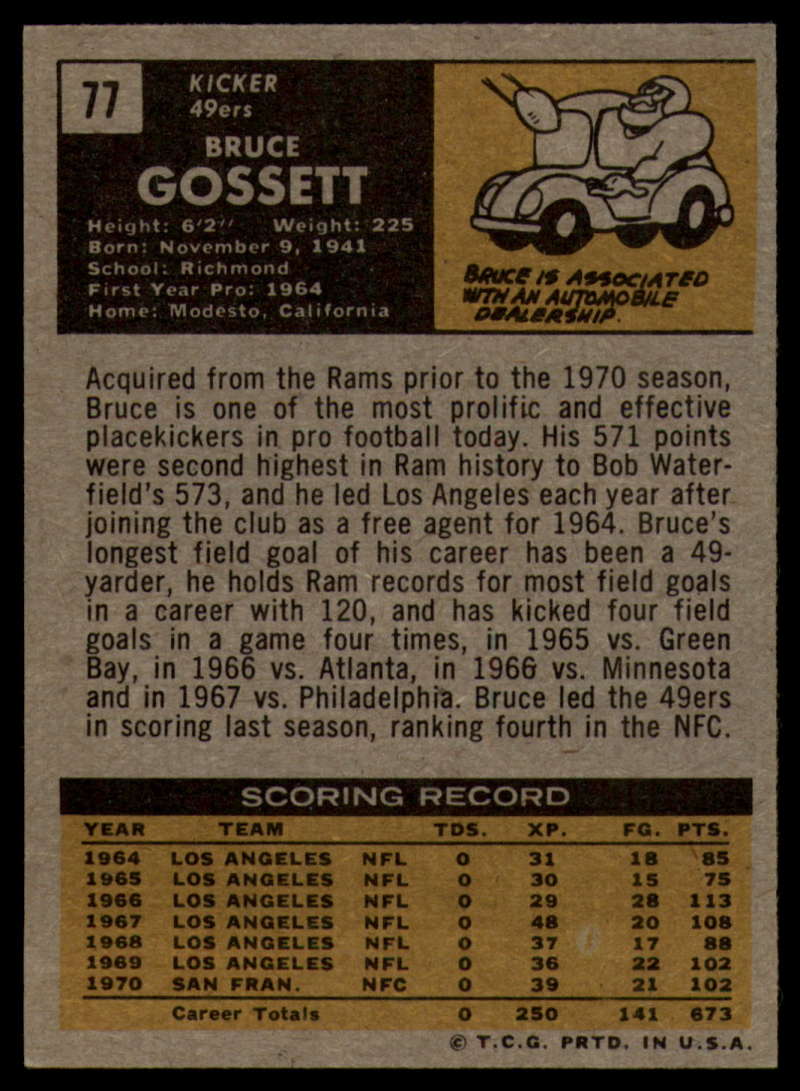 77
KICKER
49ers
BRUCE
GOSSETT
Height: 6'2'' Weight: 225
Born: November 9, 1941
School: Richmond
First Year Pro: 1964
Home: Modesto, California
BRUCE IS ASSOCIATED
WITH AN AUTOMOBILE
DEALERSHIP.
Acquired from the Rams prior to the 1970 season,
Bruce is one of the most prolific and effective
placekickers in pro football today. His 571 points
were second highest in Ram history to Bob Water-
field's 573, and he led Los Angeles each year after
joining the club as a free agent for 1964. Bruce's
longest field goal of his career has been a 49-
yarder, he holds Ram records for most field goals
in a career with 120, and has kicked four field
goals in a game four times, in 1965 vs. Green
Bay, in 1966 vs. Atlanta, in 1966 vs. Minnesota
and in 1967 vs. Philadelphia. Bruce led the 49ers
in scoring last season, ranking fourth in the NFC.
SCORING RECORD
YEAR TEAM TDS. XP. FG. PTS.
1964 LOS ANGELES NFL 0 31 18 85
1965 LOS ANGELES NFL 0 30 15 75
1966 LOS ANGELES NFL 0 29 28 113
1967 LOS ANGELES NFL 0 48 20 108
1968 LOS ANGELES NFL 0 37 17 88
1969 LOS ANGELES NFL 0 36 22 102
1970 SAN FRAN. NFC 0 39 21 102
Career Totals 0 250 141 673
© T.C.G. PRTD. IN U.S.A.